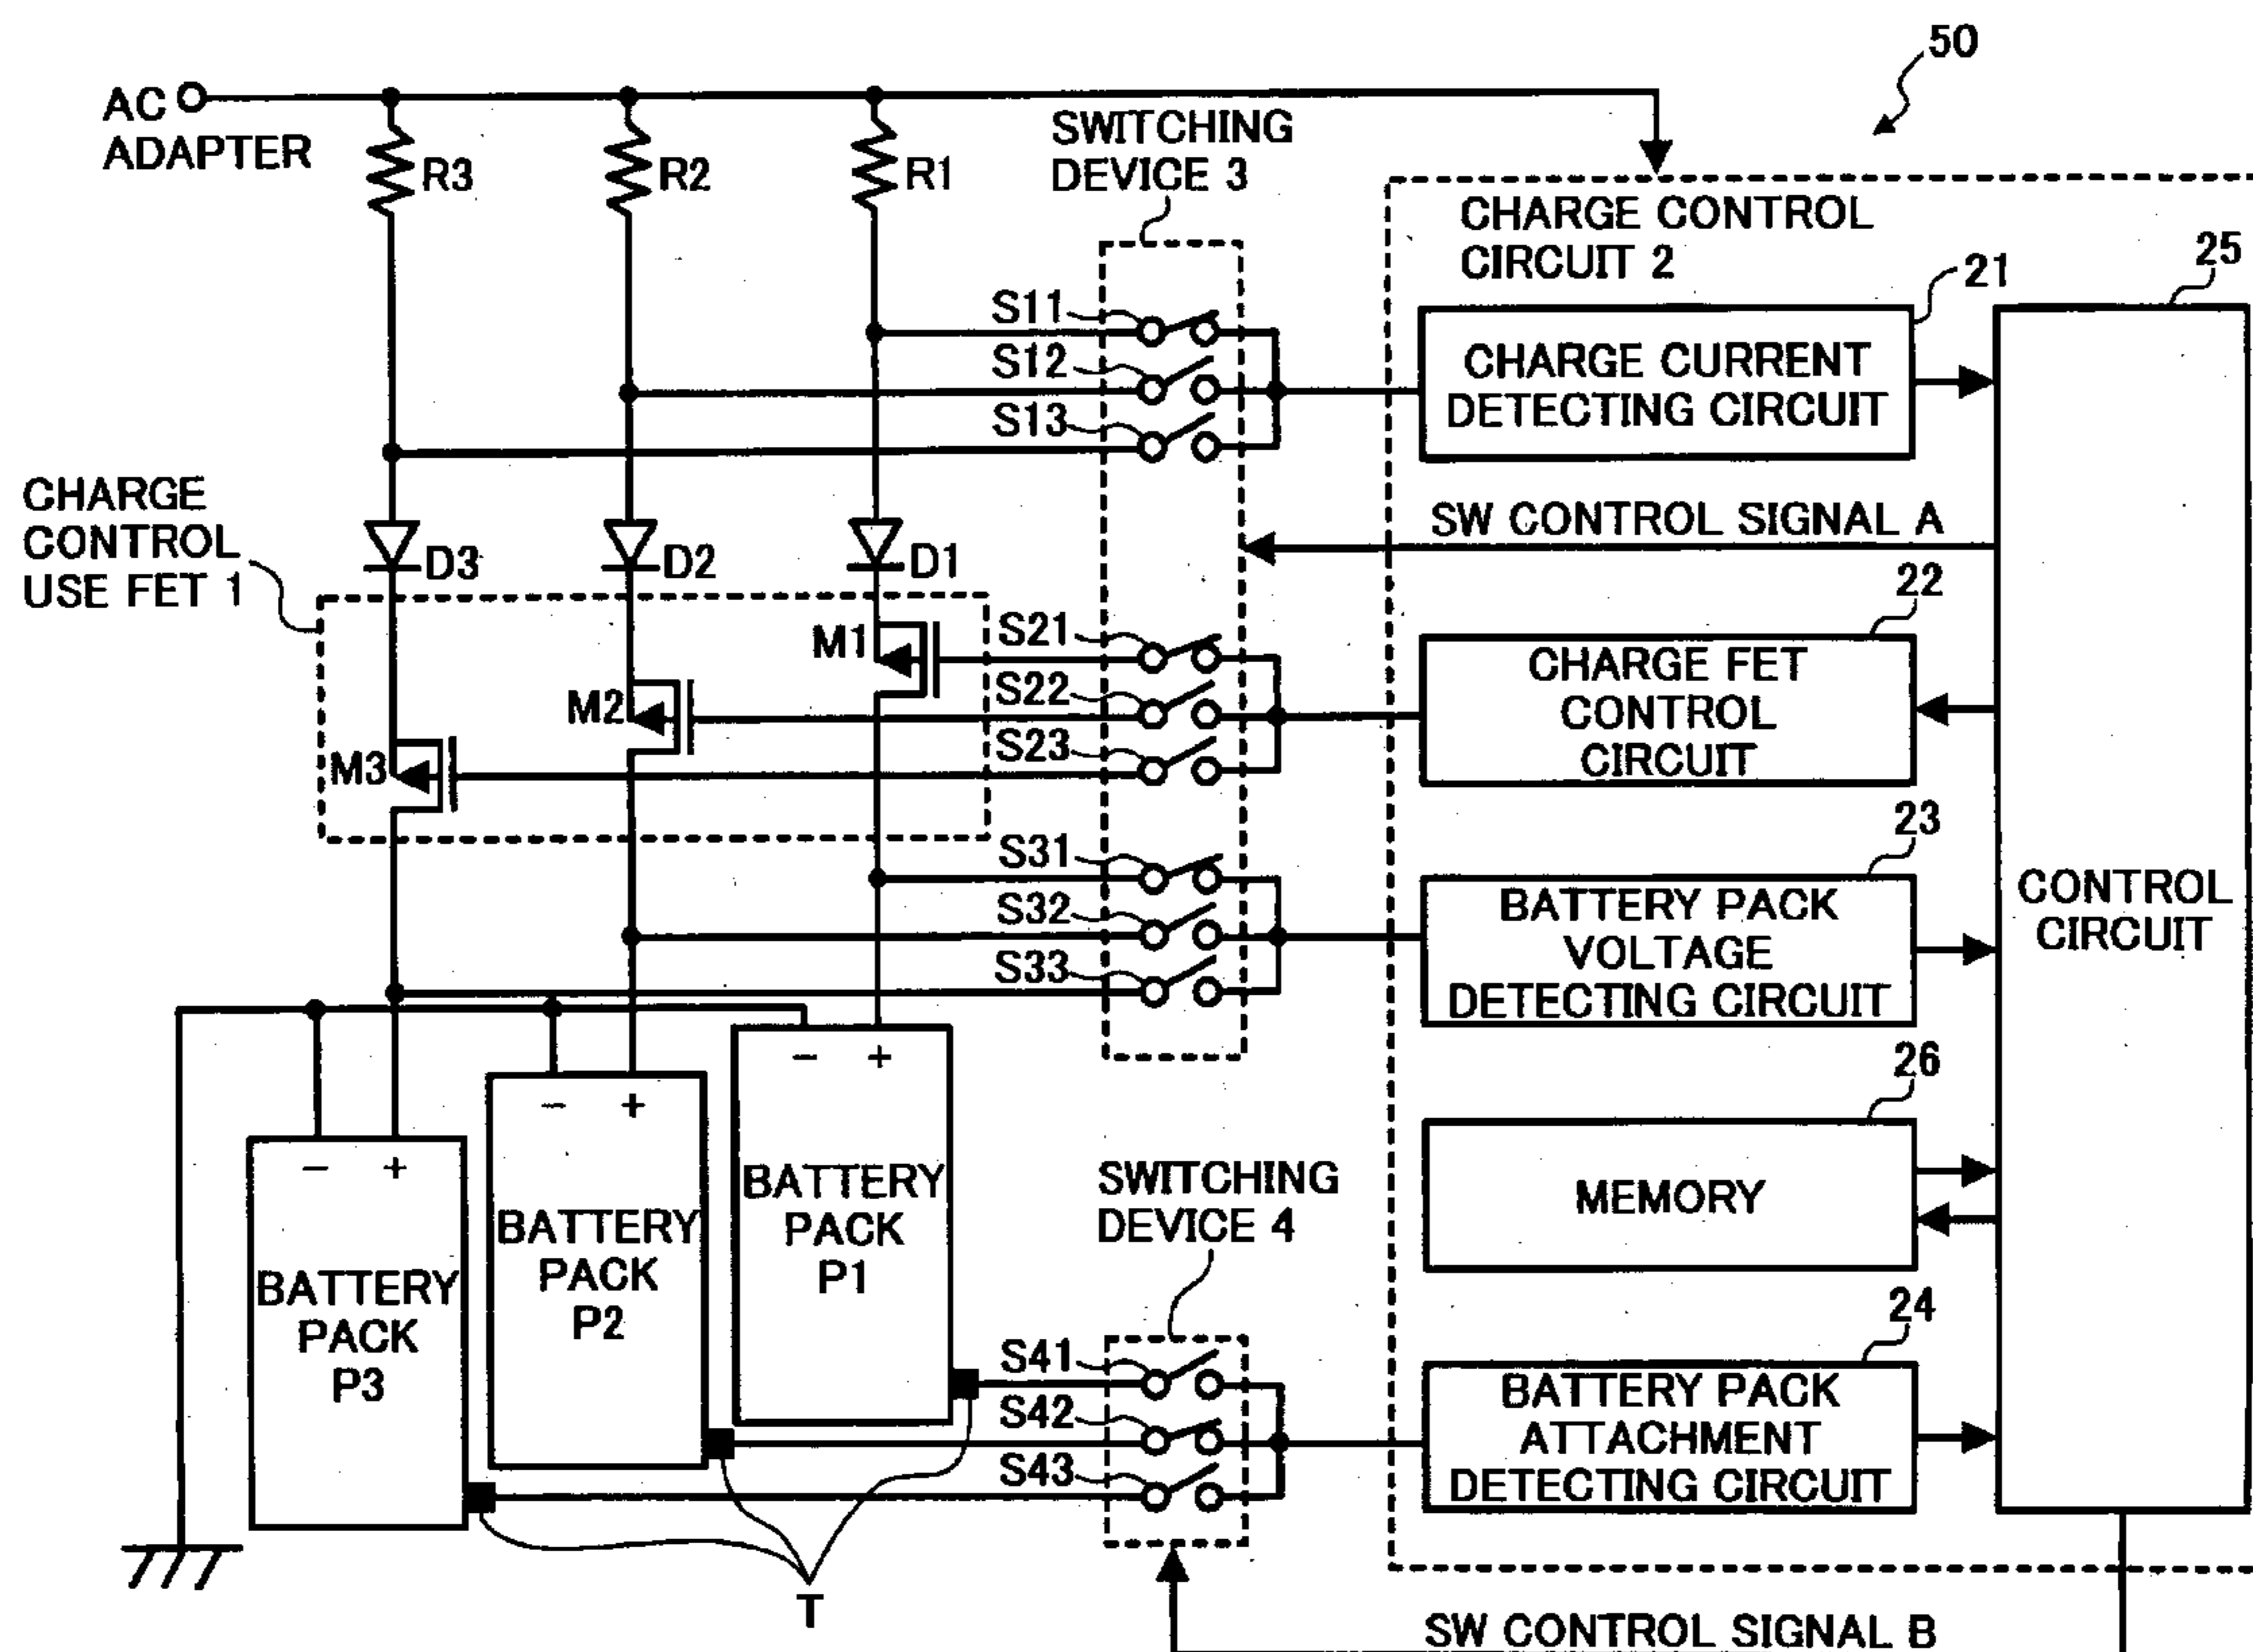 50
AC
ADAPTER
R3
R2
R1
SWITCHING
DEVICE 3
CHARGE CONTROL
CIRCUIT 2
25
21
S11
S12
S13
CHARGE CURRENT
DETECTING CIRCUIT
CHARGE
CONTROL
USE FET 1
SW CONTROL SIGNAL A
D3
D2
D1
22
M1
M2
M3
S21
S22
S23
CHARGE FET
CONTROL
CIRCUIT
23
S31
S32
S33
BATTERY PACK
VOLTAGE
DETECTING CIRCUIT
CONTROL
CIRCUIT
26
− +
− +
− +
MEMORY
BATTERY
PACK
P1
BATTERY
PACK
P2
BATTERY
PACK
P3
SWITCHING
DEVICE 4
24
S41
S42
S43
BATTERY PACK
ATTACHMENT
DETECTING CIRCUIT
T
SW CONTROL SIGNAL B